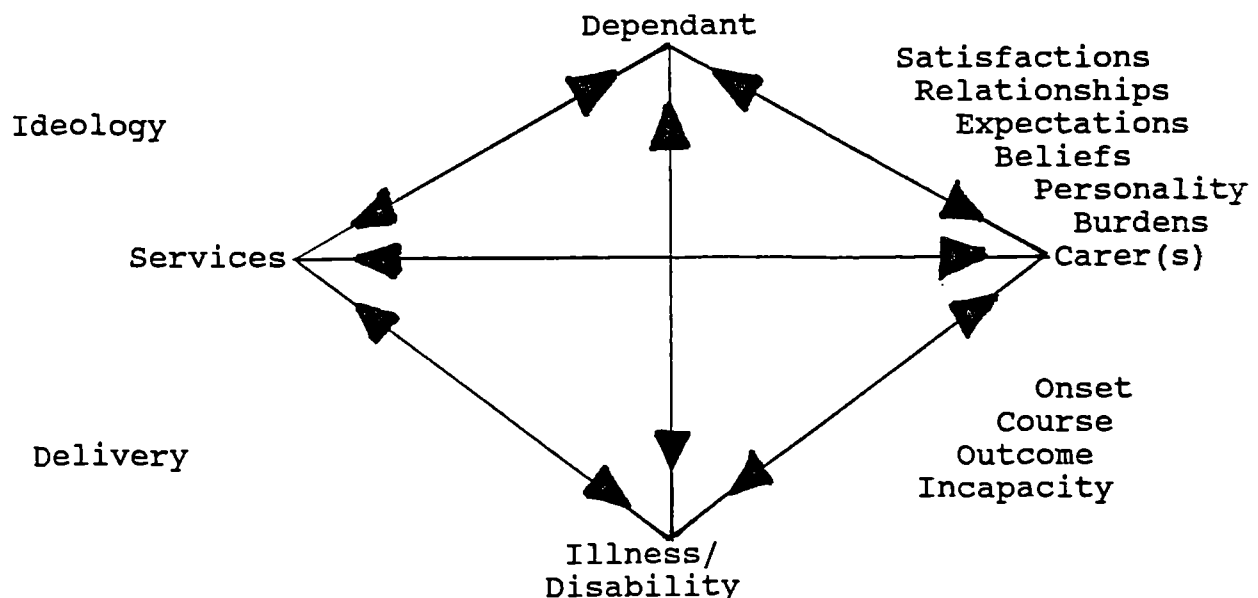 Dependant
Satisfactions
Relationships
Ideology
Expectations
Beliefs
Personality
Burdens
Services
Carer(s)
Onset
Course
Delivery
Outcome
Incapacity
Illness/
Disability